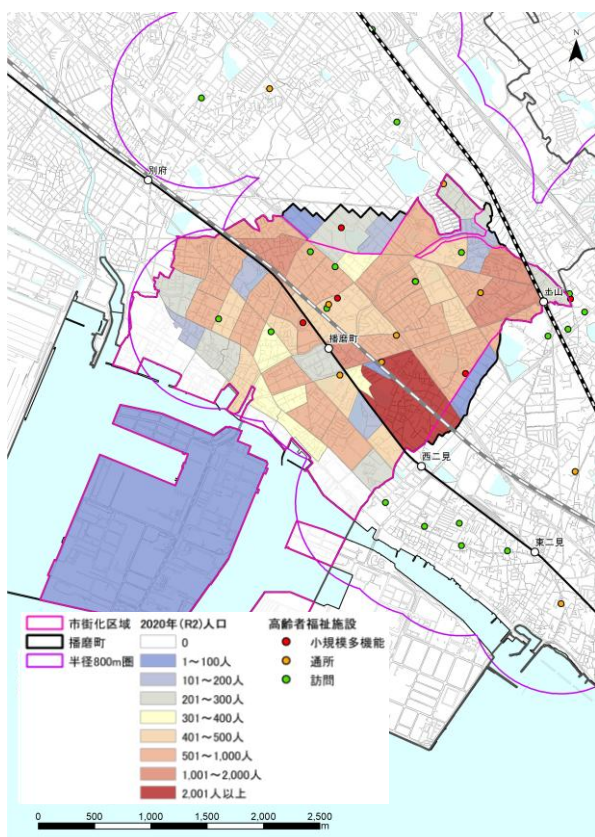 N
別府
土山
播磨町
西二見
東二見
市街化区域
播磨町
半径800m圏
2020年(R2)人口
0
1～100人
101～200人
201～300人
301～400人
401～500人
501～1,000人
1,001～2,000人
2,001人以上
高齢者福祉施設
小規模多機能
通所
訪問
0 500 1,000 1,500 2,000 2,500
m